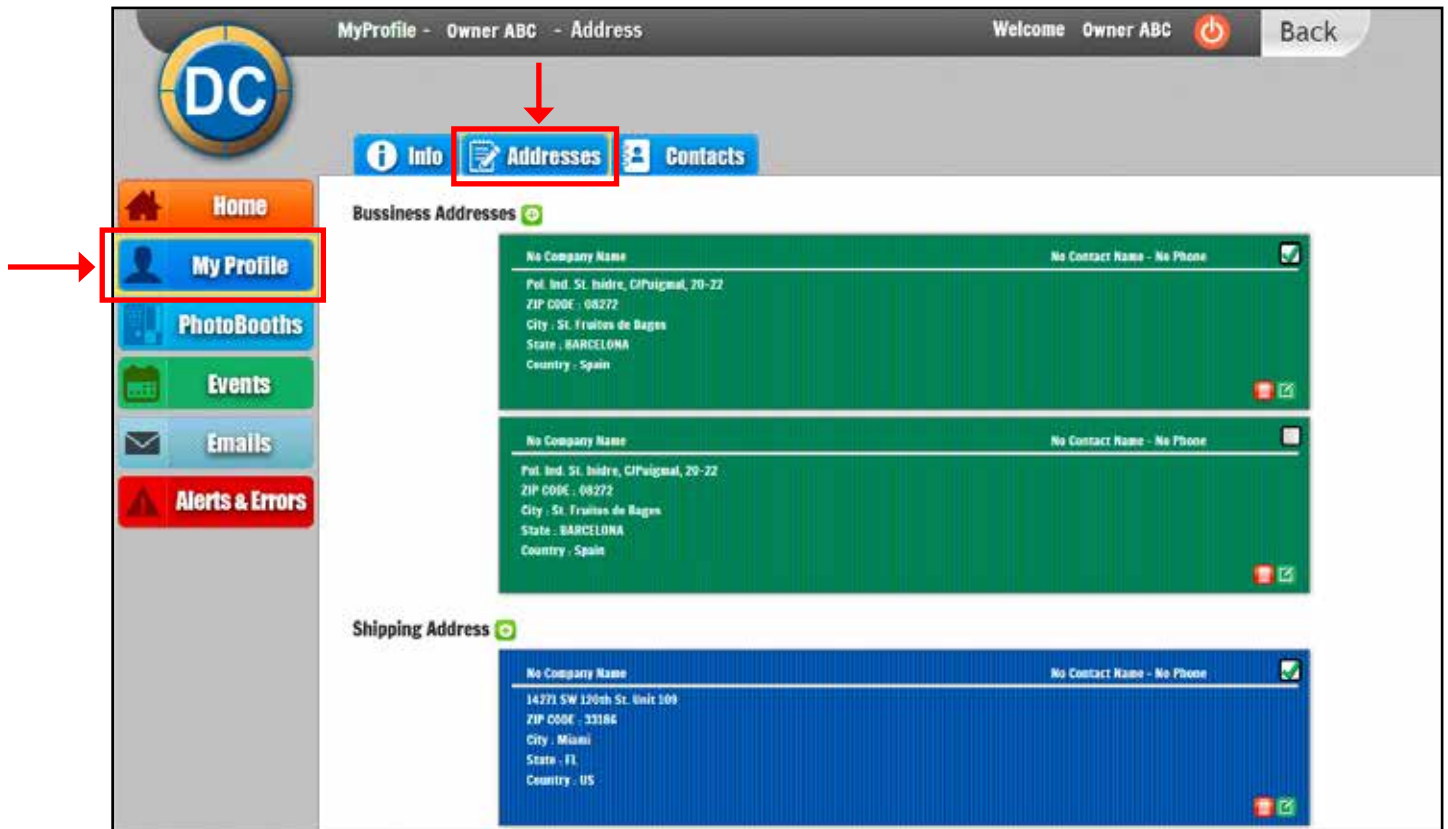 MyProfile - Owner ABC - Address Welcome Owner ABC Back
DC
Info Addresses Contacts
Home
My Profile
PhotoBooths
Events
Emails
Alerts & Errors
Bussiness Addresses
No Company Name No Contact Name - No Phone
Pol. Ind. St. Isidre, C/Puigmal, 20-22
ZIP CODE : 08272
City : St. Fruitos de Bages
State : BARCELONA
Country : Spain
No Company Name No Contact Name - No Phone
Pol. Ind. St. Isidre, C/Puigmal, 20-22
ZIP CODE : 08272
City : St. Fruitos de Bages
State : BARCELONA
Country : Spain
Shipping Address
No Company Name No Contact Name - No Phone
14271 SW 120th St. Unit 109
ZIP CODE : 33186
City : Miami
State : FL
Country : US